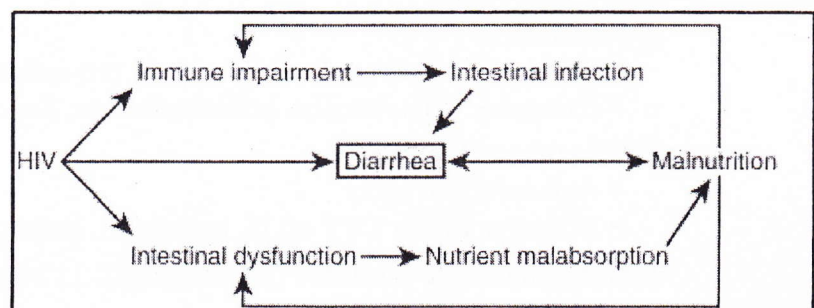 Immune impairment Intestinal infection
HIV Diarrhea Malnutrition
Intestinal dysfunction Nutrient malabsorption